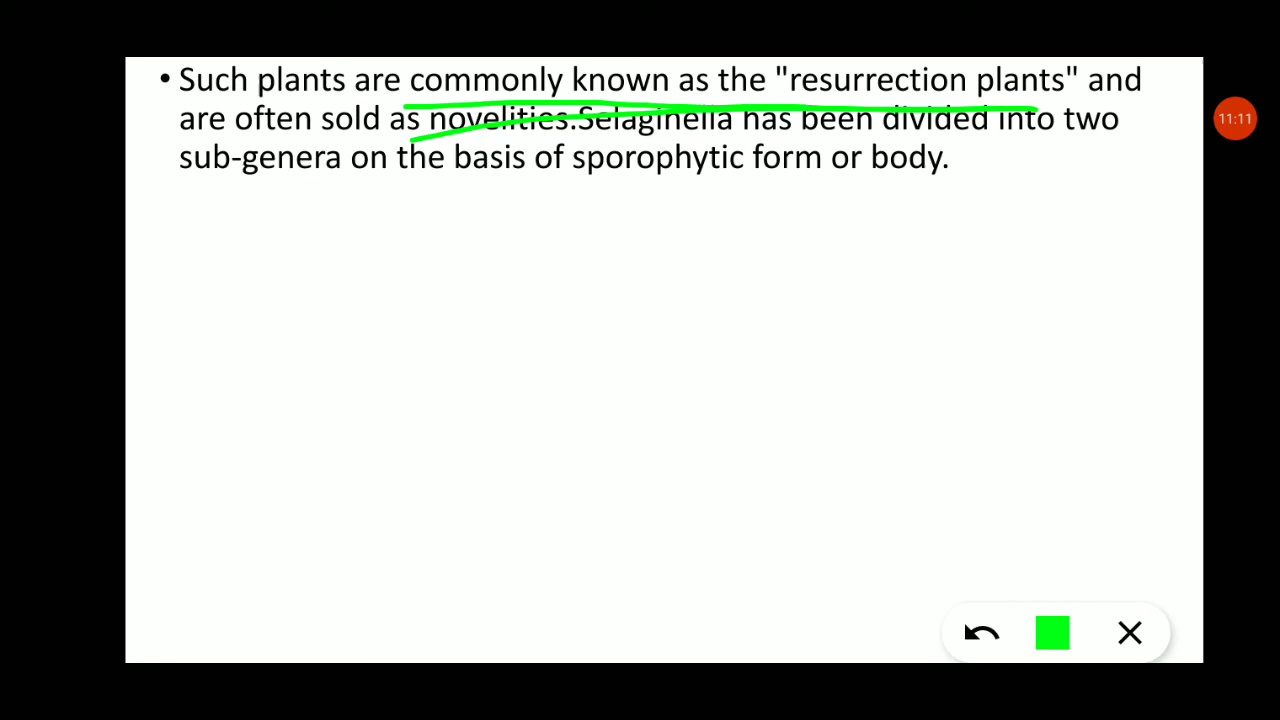 • Such plants are commonly known as the "resurrection plants" and
are often sold as novelities.Selaginella has been divided into two
sub-genera on the basis of sporophytic form or body.
11:11